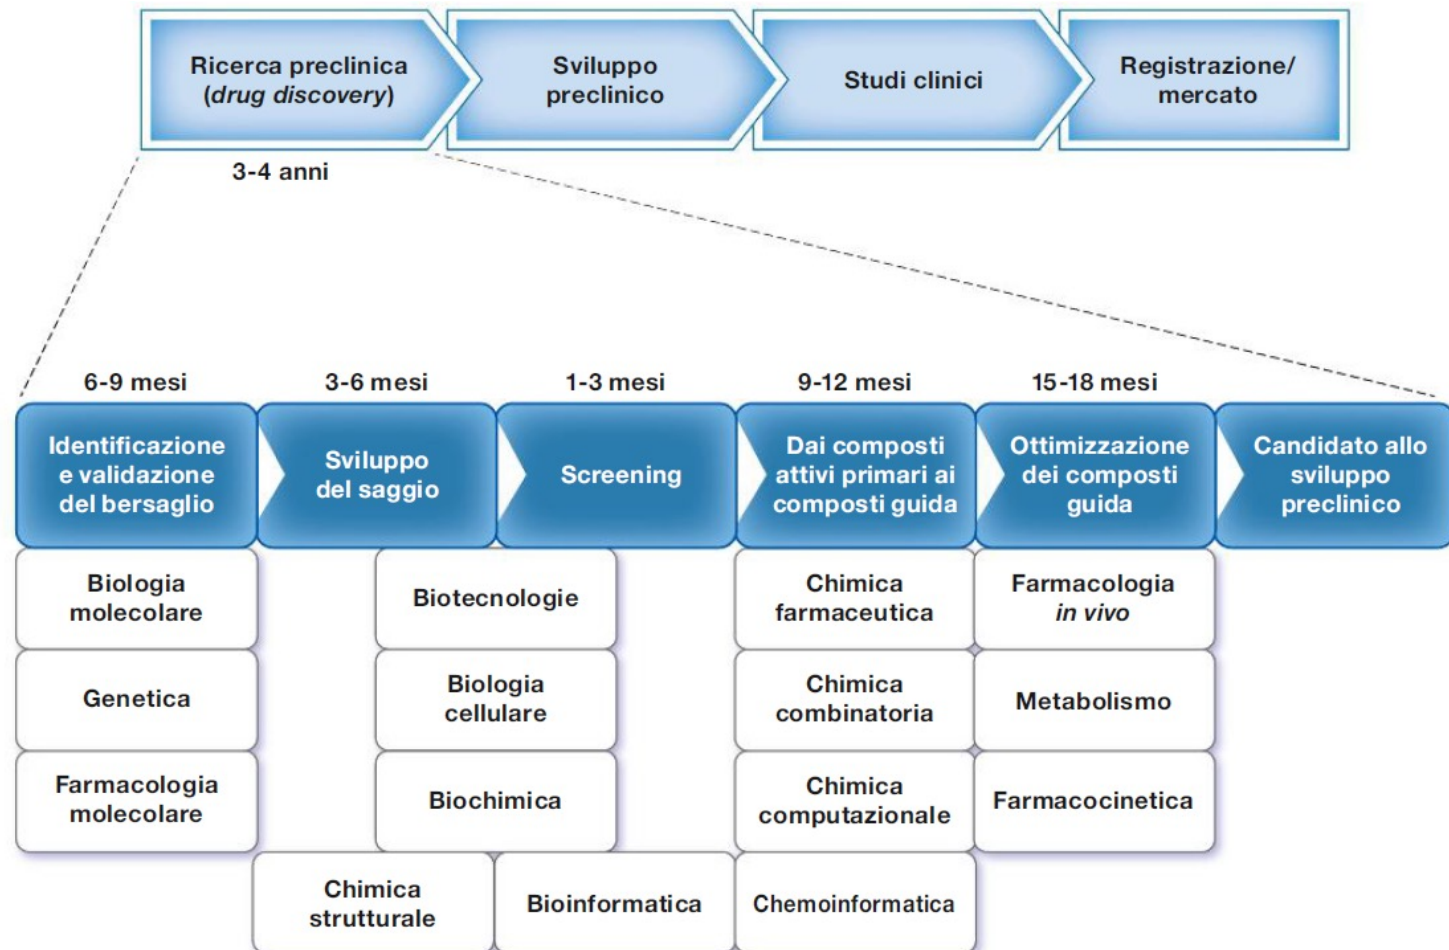 Ricerca preclinica
(drug discovery)
Sviluppo
preclinico
Studi clinici
Registrazione/
mercato
3-4 anni
6-9 mesi
3-6 mesi
1-3 mesi
9-12 mesi
15-18 mesi
Identificazione
e validazione
del bersaglio
Sviluppo
del saggio
Screening
Dai composti
attivi primari ai
composti guida
Ottimizzazione
dei composti
guida
Candidato allo
sviluppo
preclinico
Biologia
molecolare
Biotecnologie
Chimica
farmaceutica
Farmacologia
in vivo
Genetica
Biologia
cellulare
Chimica
combinatoria
Metabolismo
Farmacologia
molecolare
Biochimica
Chimica
computazionale
Farmacocinetica
Chimica
strutturale
Bioinformatica
Chemoinformatica